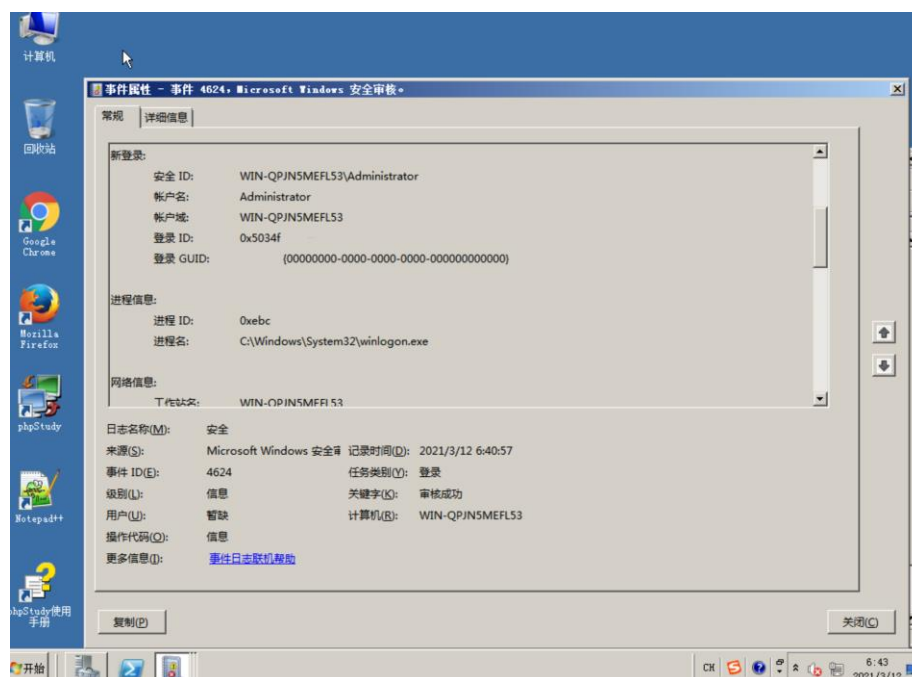 计算机
回收站
Google
Chrome
Mozilla
Firefox
phpStudy
Notepad++
phpStudy使用
手册
事件属性 - 事件 4624，Microsoft Windows 安全审核。
常规
详细信息
新登录:
安全 ID: WIN-QPJN5MEFL53\Administrator
帐户名: Administrator
帐户域: WIN-QPJN5MEFL53
登录 ID: 0x5034f
登录 GUID: {00000000-0000-0000-0000-000000000000}
进程信息:
进程 ID: 0xebc
进程名: C:\Windows\System32\winlogon.exe
网络信息:
工作站名: WIN-QPJN5MEFL53
日志名称(M): 安全
来源(S): Microsoft Windows 安全审 记录时间(D): 2021/3/12 6:40:57
事件 ID(E): 4624 任务类别(Y): 登录
级别(L): 信息 关键字(K): 审核成功
用户(U): 暂缺 计算机(R): WIN-QPJN5MEFL53
操作代码(O): 信息
更多信息(I): 事件日志联机帮助
复制(P)
关闭(C)
开始
CH
6:43
2021/3/12